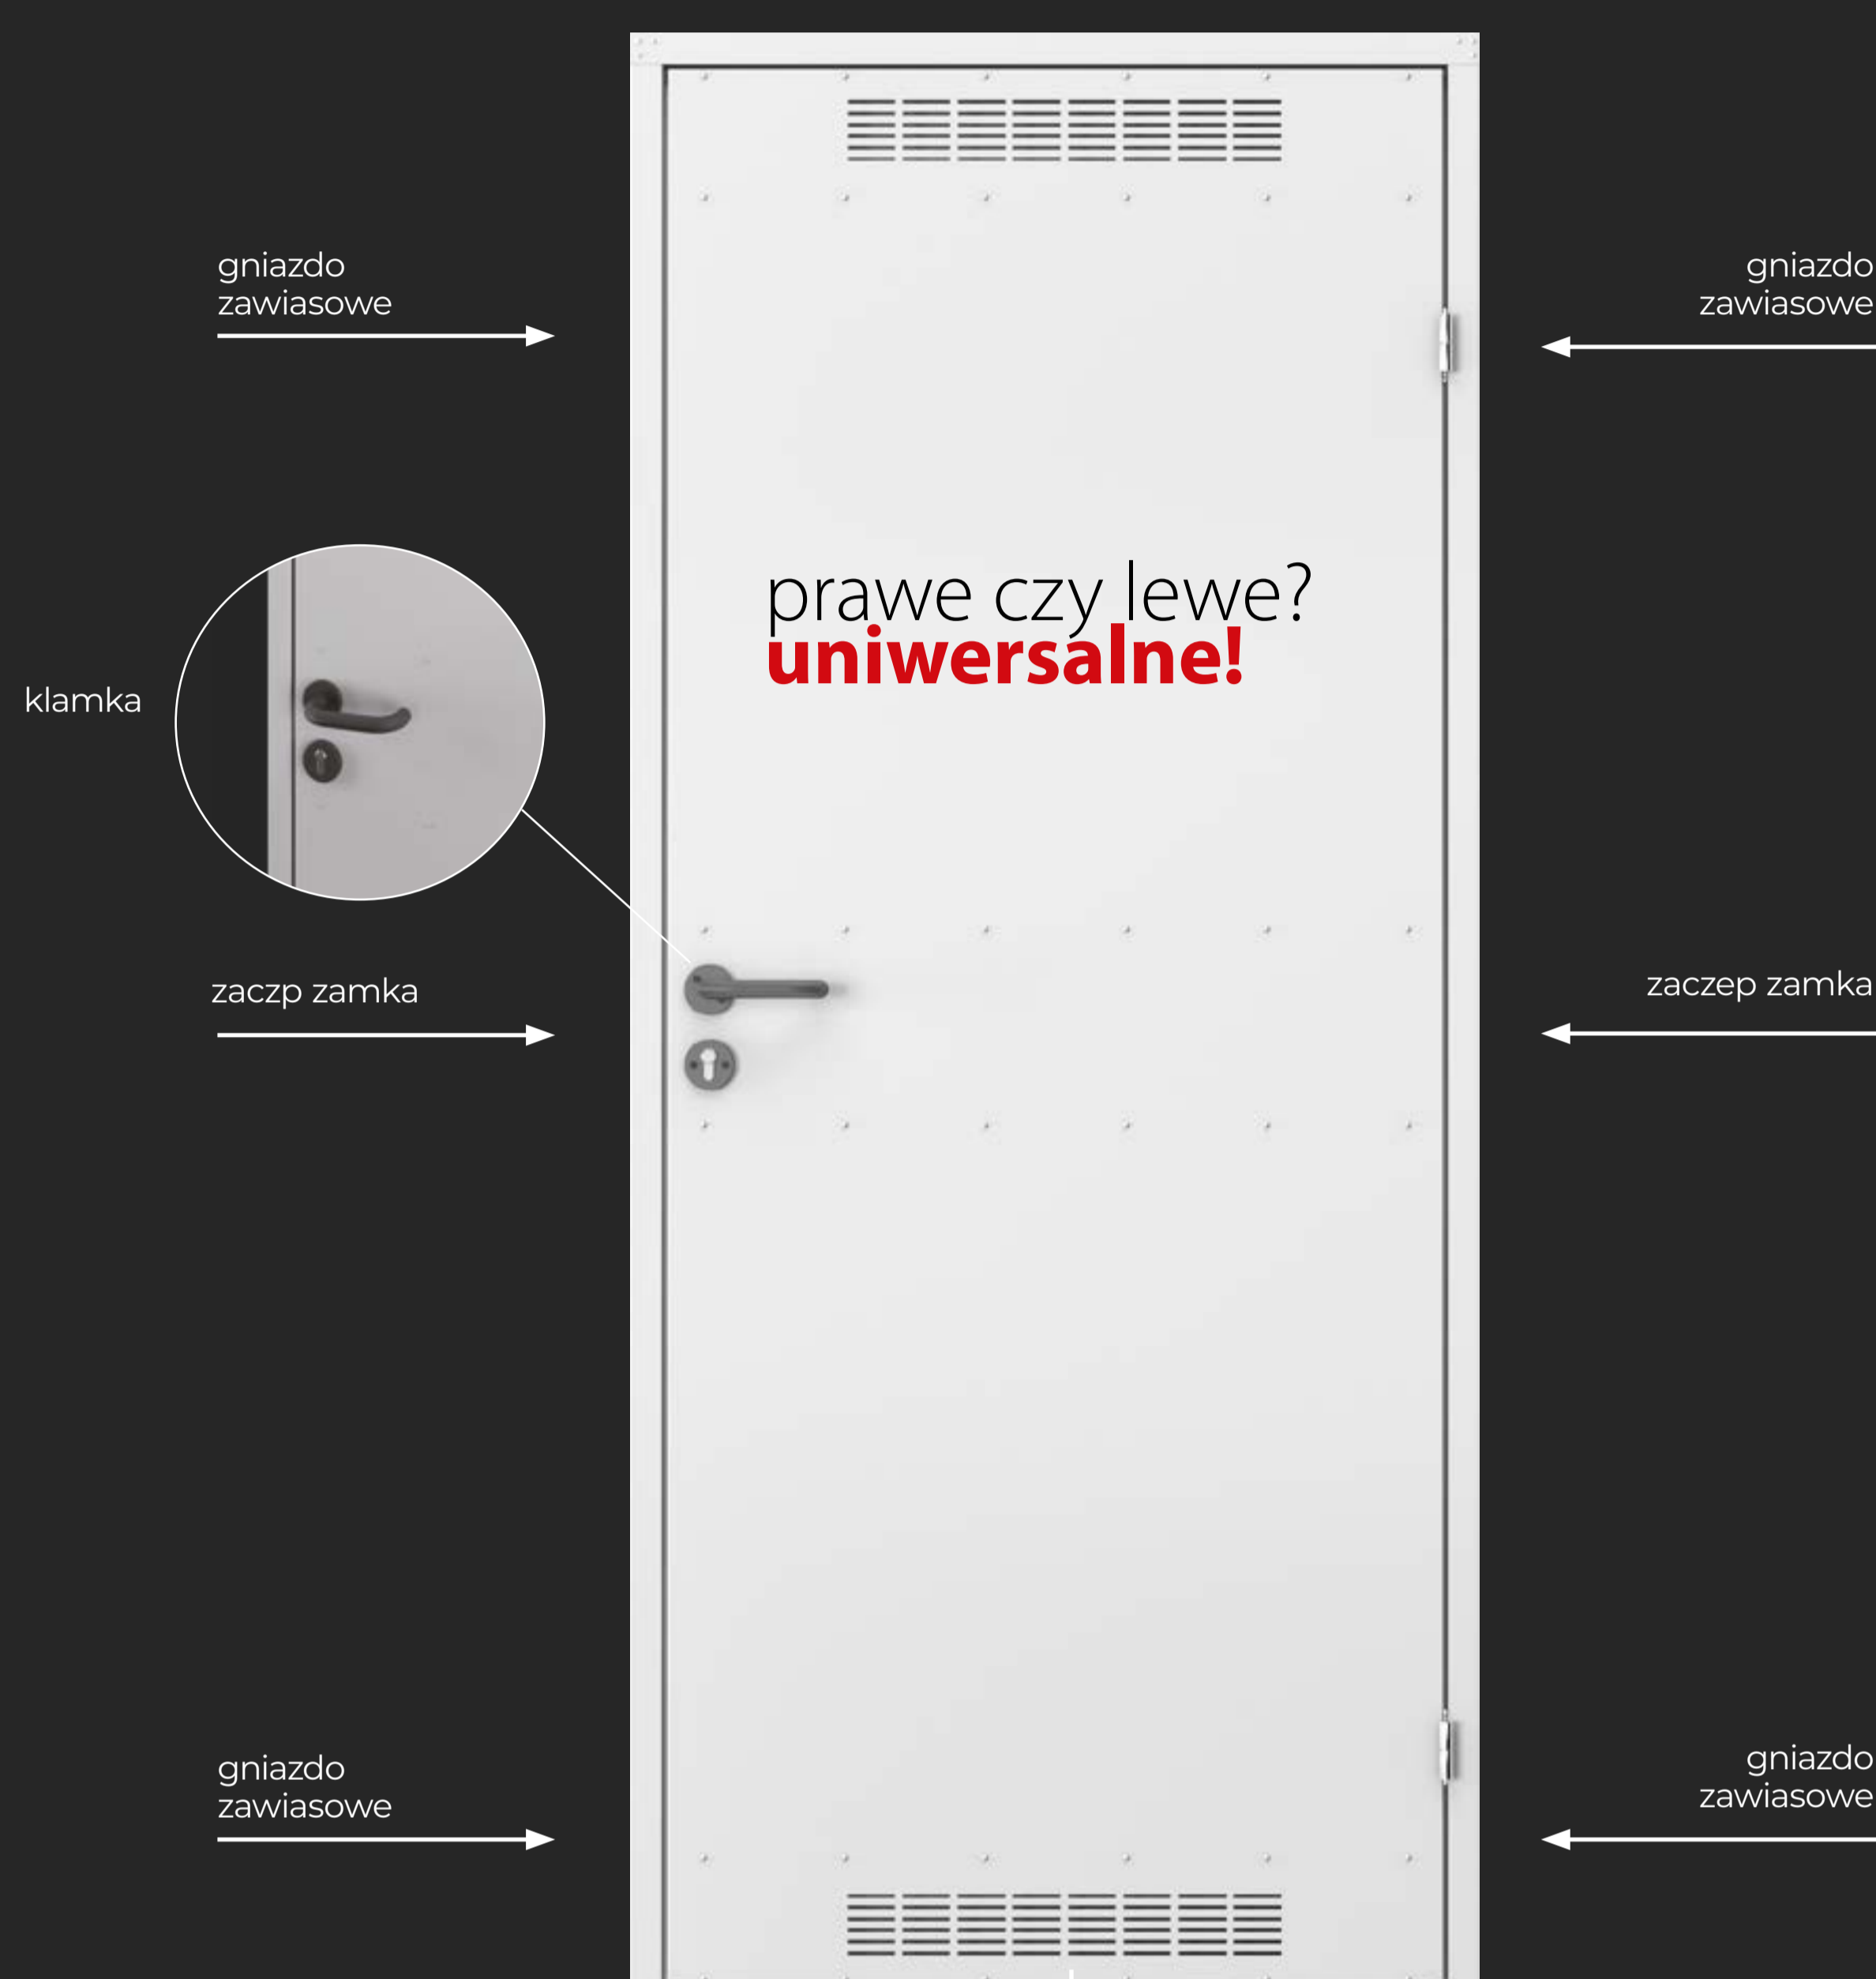 gniazdo
zawiasowe
gniazdo
zawiasowe
prawe czy lewe?
uniwersalne!
klamka
zaczp zamka
zaczep zamka
gniazdo
zawiasowe
gniazdo
zawiasowe